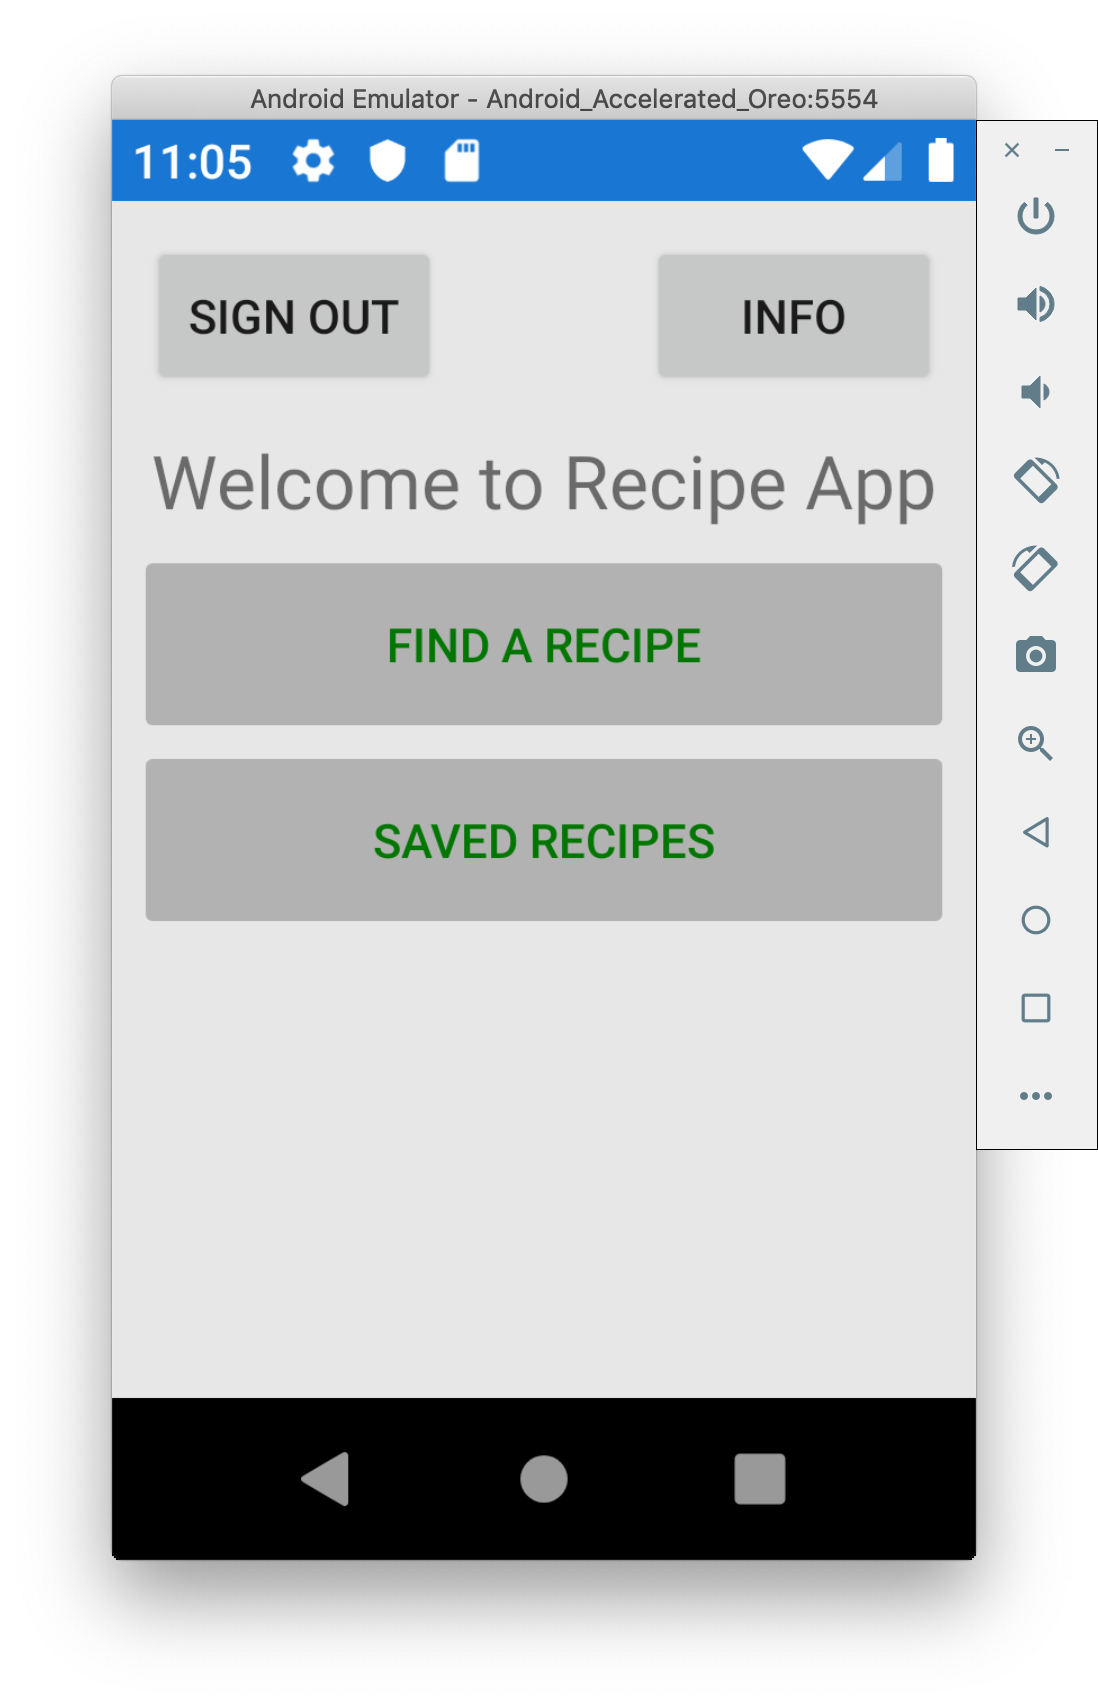 Android Emulator - Android_Accelerated_Oreo:5554
11:05
SIGN OUT
INFO
Welcome to Recipe App
FIND A RECIPE
SAVED RECIPES